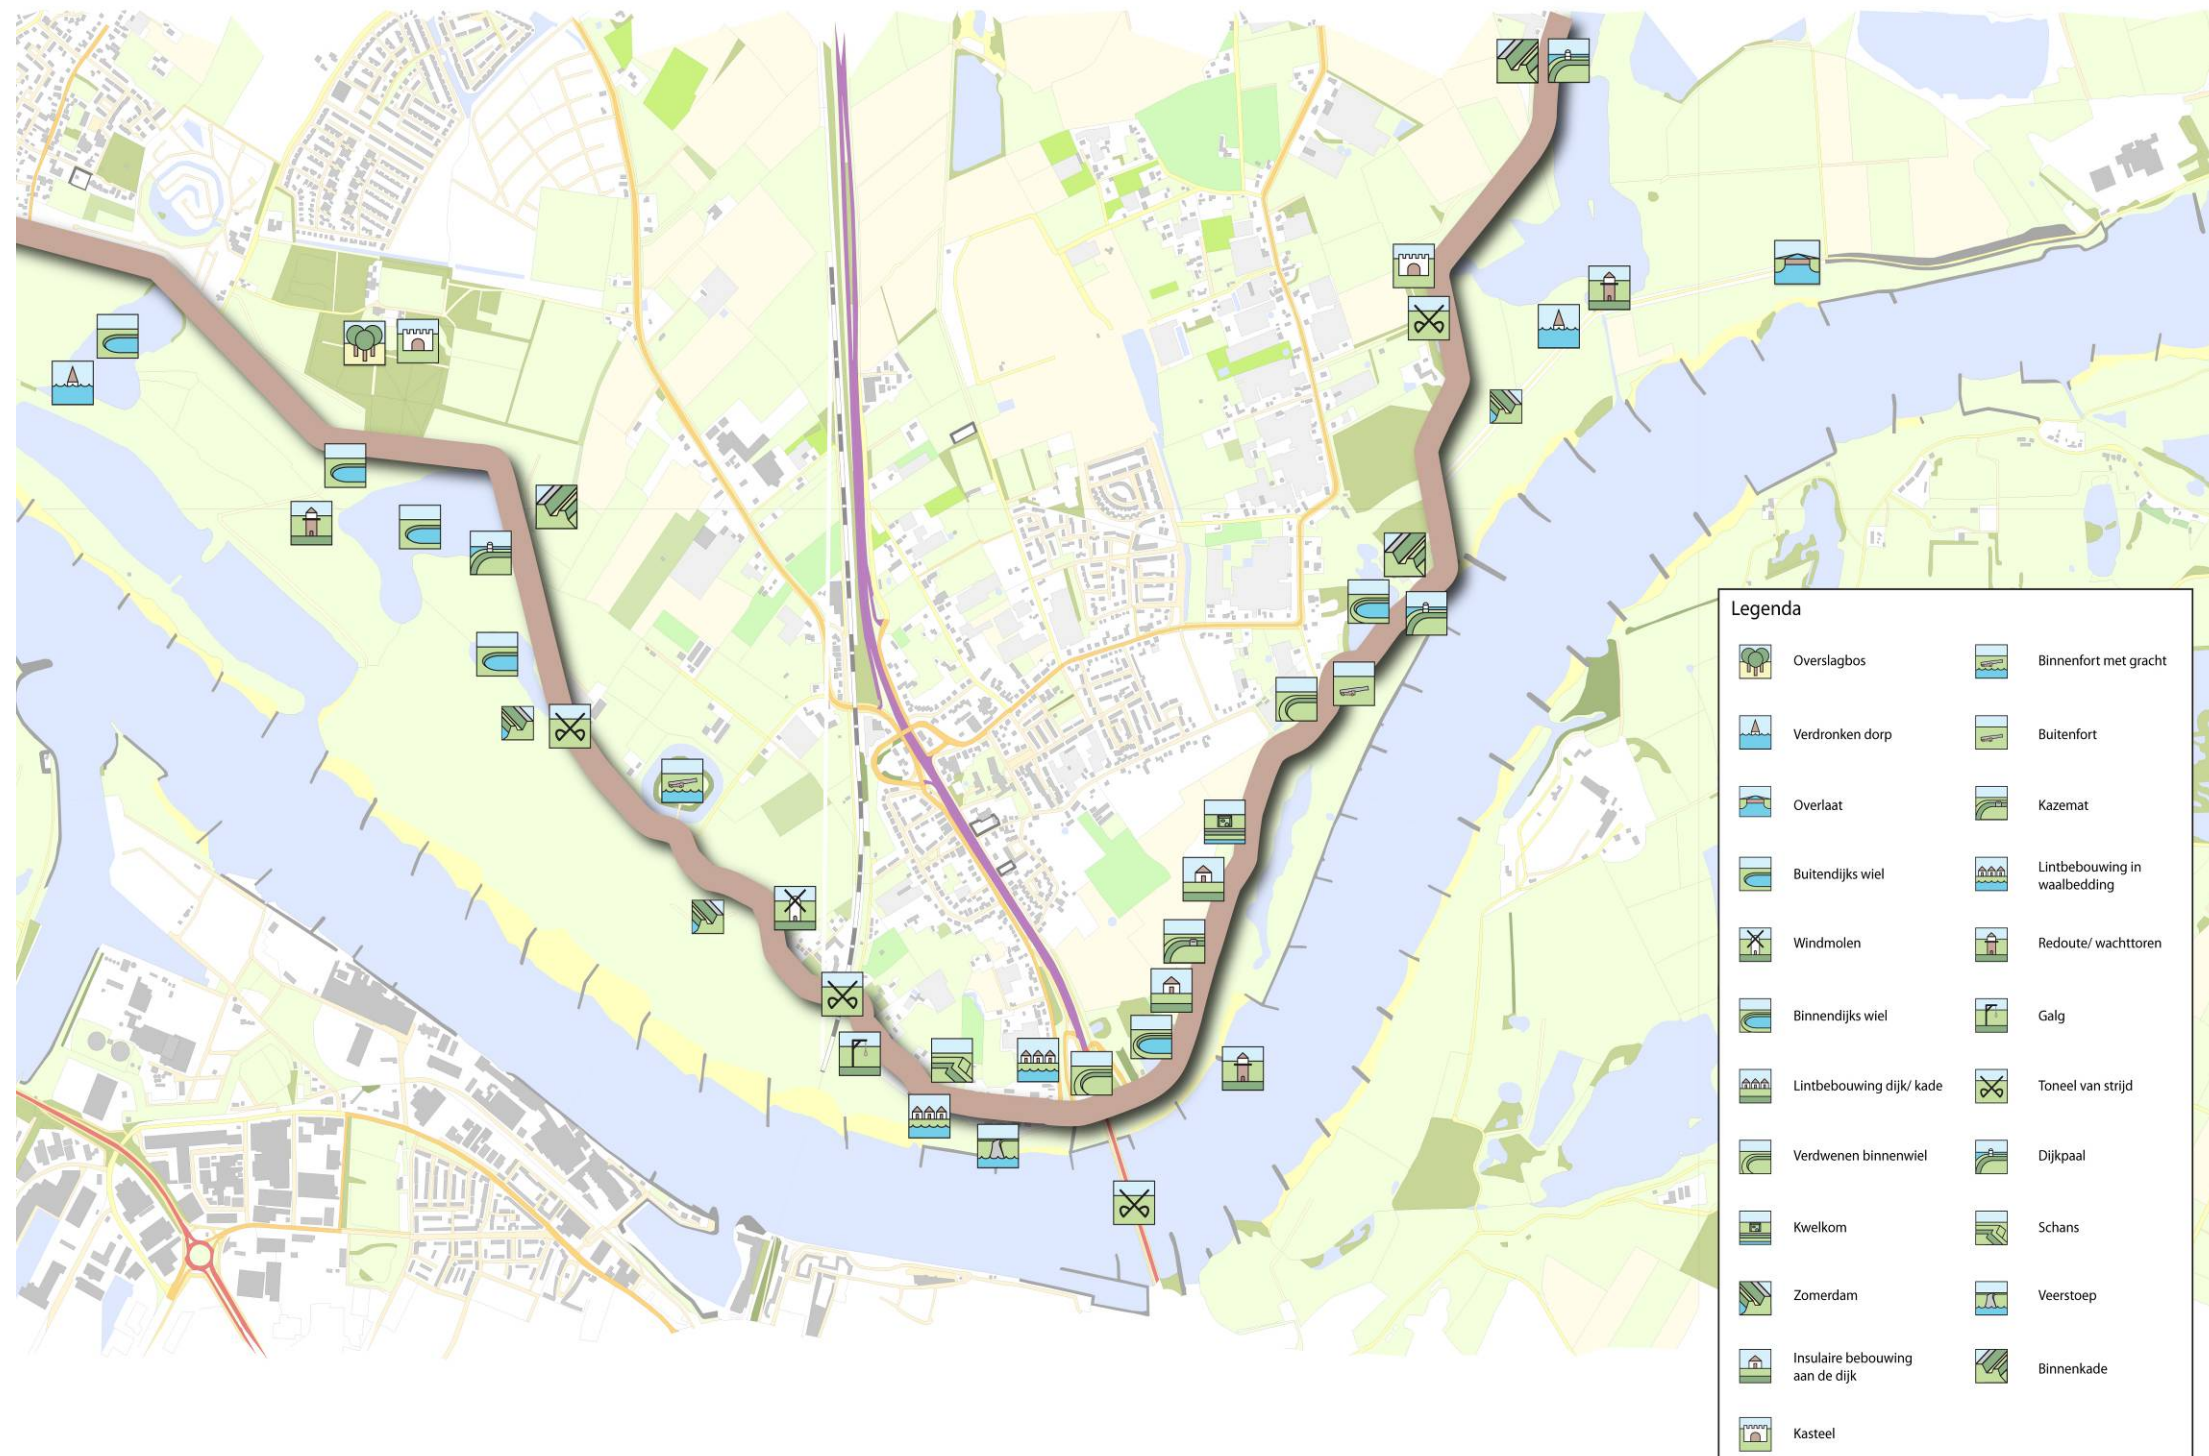 Legenda
Overslagbos
Verdronken dorp
Overlaat
Buitendijks wiel
Windmolen
Binnendijks wiel
Lintbebouwing dijk/ kade
Verdwenen binnenwiel
Kwelkom
Zomerdam
Insulaire bebouwing
aan de dijk
Kasteel
Binnenfort met gracht
Buitenfort
Kazemat
Lintbebouwing in
waalbedding
Redoute/ wachttoren
Galg
Toneel van strijd
Dijkpaal
Schans
Veerstoep
Binnenkade